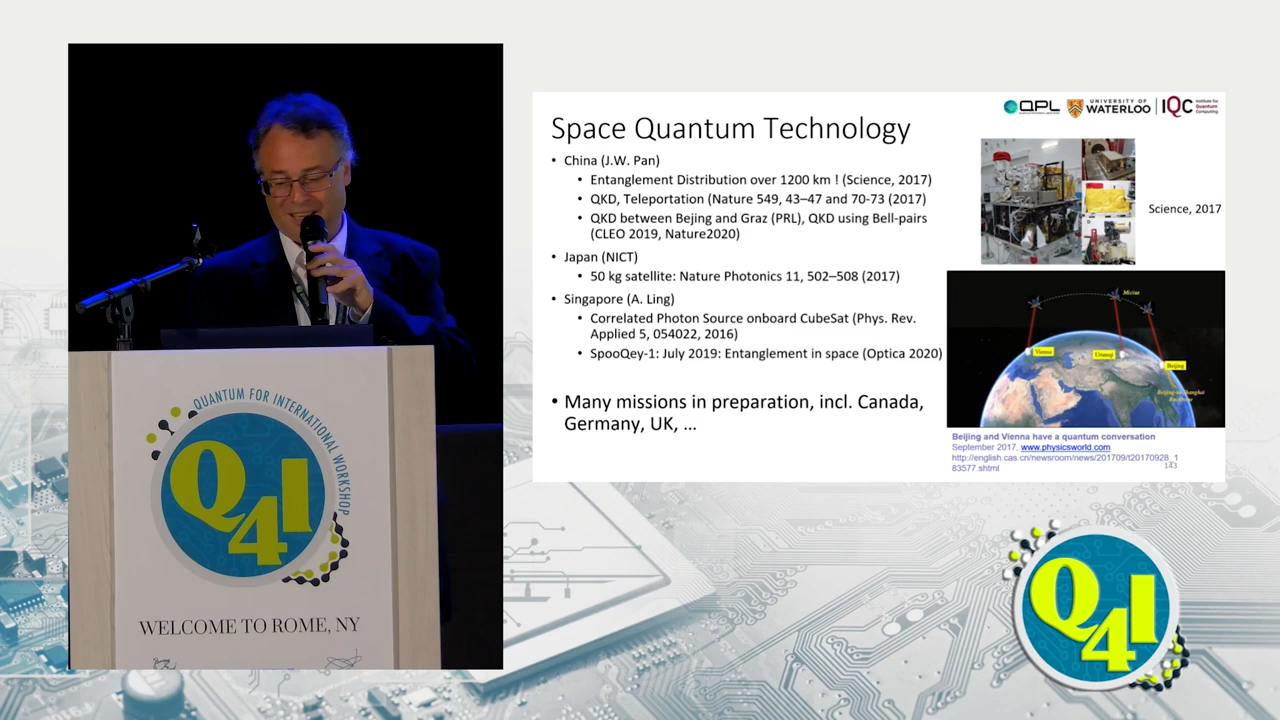 QUANTUM FOR INTERNATIONAL WORKSHOP
Q4I
WELCOME TO ROME, NY
QPL
UNIVERSITY OF
WATERLOO
IQC
Institute for
Quantum
Computing
Space Quantum Technology
• China (J.W. Pan)
• Entanglement Distribution over 1200 km ! (Science, 2017)
• QKD, Teleportation (Nature 549, 43–47 and 70-73 (2017)
• QKD between Bejing and Graz (PRL), QKD using Bell-pairs
(CLEO 2019, Nature2020)
• Japan (NICT)
• 50 kg satellite: Nature Photonics 11, 502–508 (2017)
• Singapore (A. Ling)
• Correlated Photon Source onboard CubeSat (Phys. Rev.
Applied 5, 054022, 2016)
• SpooQey-1: July 2019: Entanglement in space (Optica 2020)
• Many missions in preparation, incl. Canada,
Germany, UK, ...
Science, 2017
Micius
Vienna
Urumqi
Beijing
Beijing and Vienna have a quantum conversation
September 2017, www.physicsworld.com
http://english.cas.cn/newsroom/news/201709/t20170928_1
83577.shtml
143
Q4I